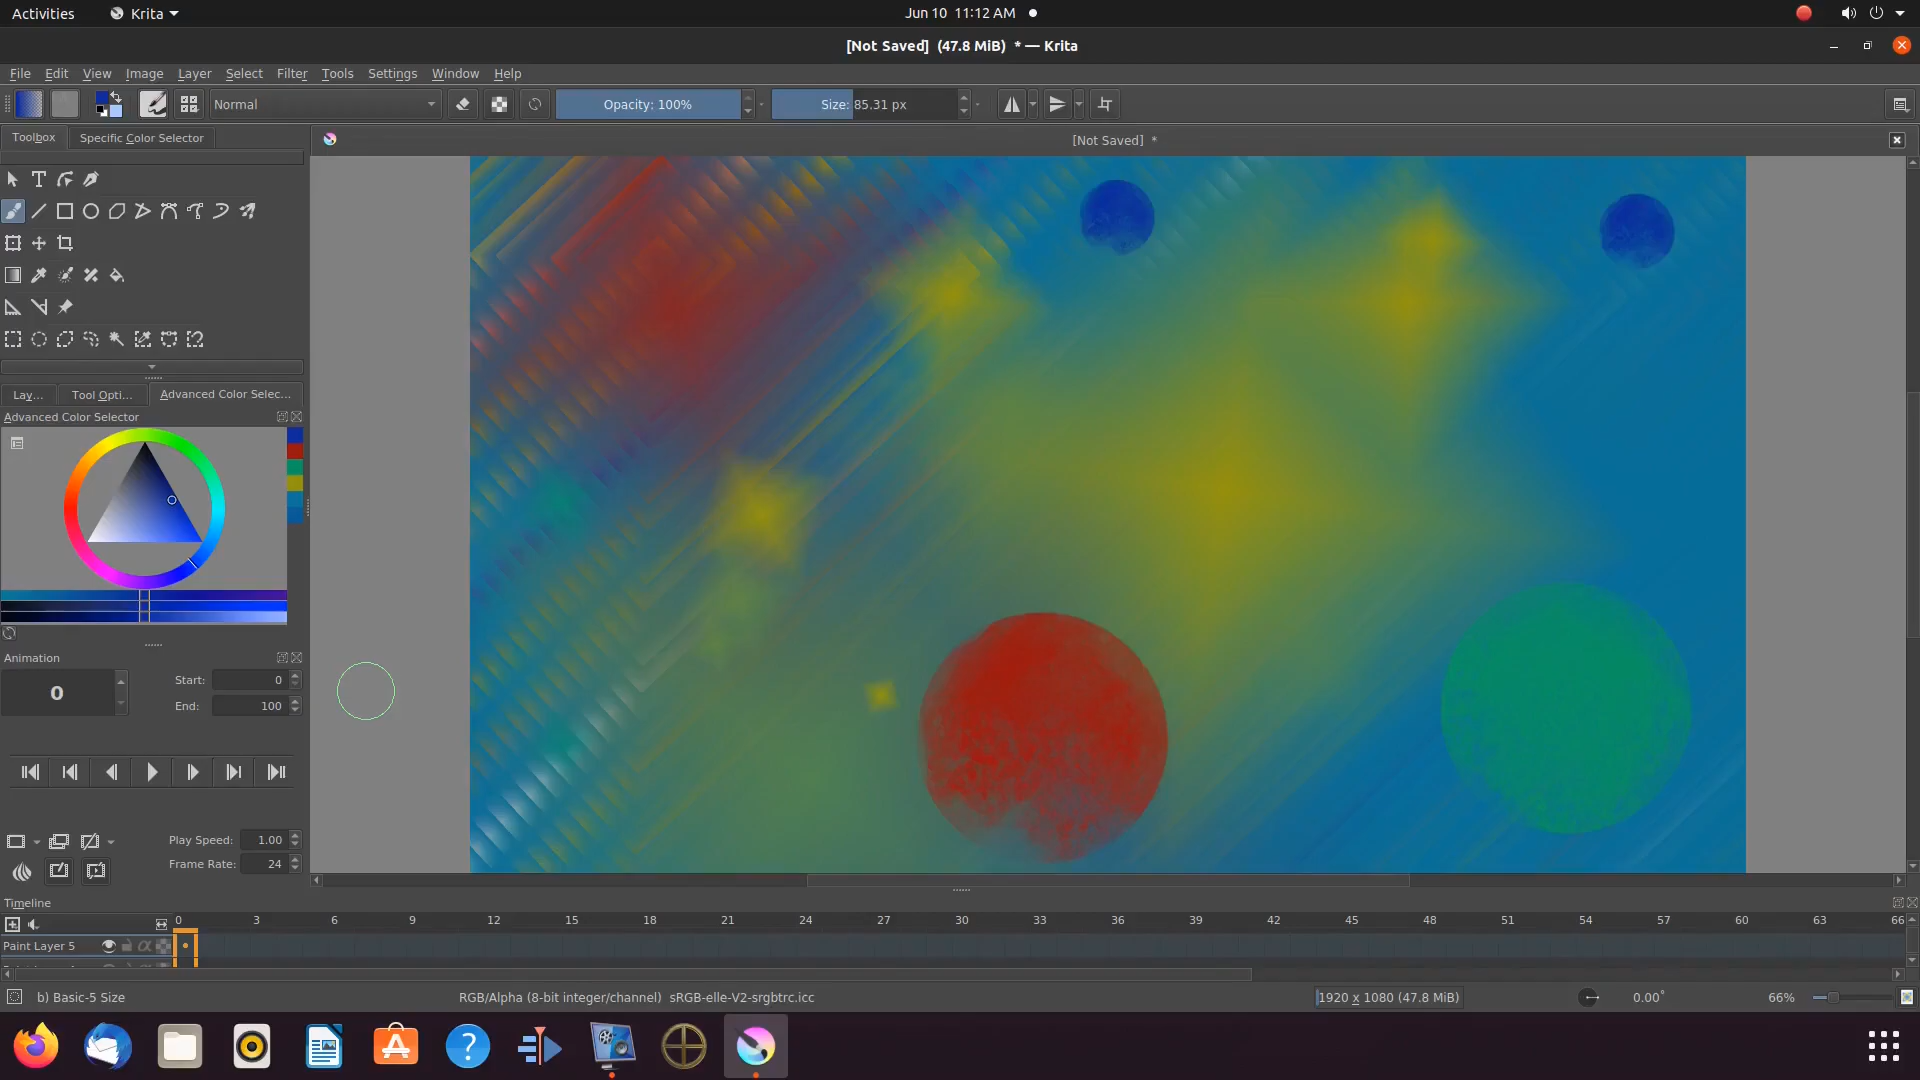 Activities
Krita
Jun 10 11:12 AM
[Not Saved] (47.8 MiB) * — Krita
File Edit View Image Layer Select Filter Tools Settings Window Help
Normal
Opacity: 100%
Size: 85.31 px
Toolbox
Specific Color Selector
[Not Saved] *
Lay...
Tool Opti...
Advanced Color Selec...
Advanced Color Selector
Animation
0
Start: 0
End: 100
Play Speed: 1.00
Frame Rate: 24
Timeline
0 3 6 9 12 15 18 21 24 27 30 33 36 39 42 45 48 51 54 57 60 63 66
Paint Layer 5
b) Basic-5 Size
RGB/Alpha (8-bit integer/channel) sRGB-elle-V2-srgbtrc.icc
1920 x 1080 (47.8 MiB)
0.00°
66%